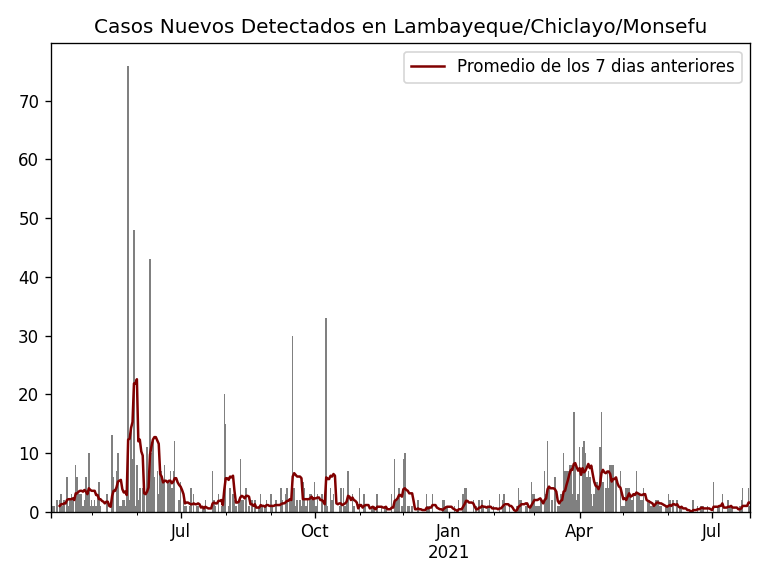 Casos Nuevos Detectados en Lambayeque/Chiclayo/Monsefu
Promedio de los 7 dias anteriores
70
60
50
40
30
20
10
0
Jul
Oct
Jan
2021
Apr
Jul